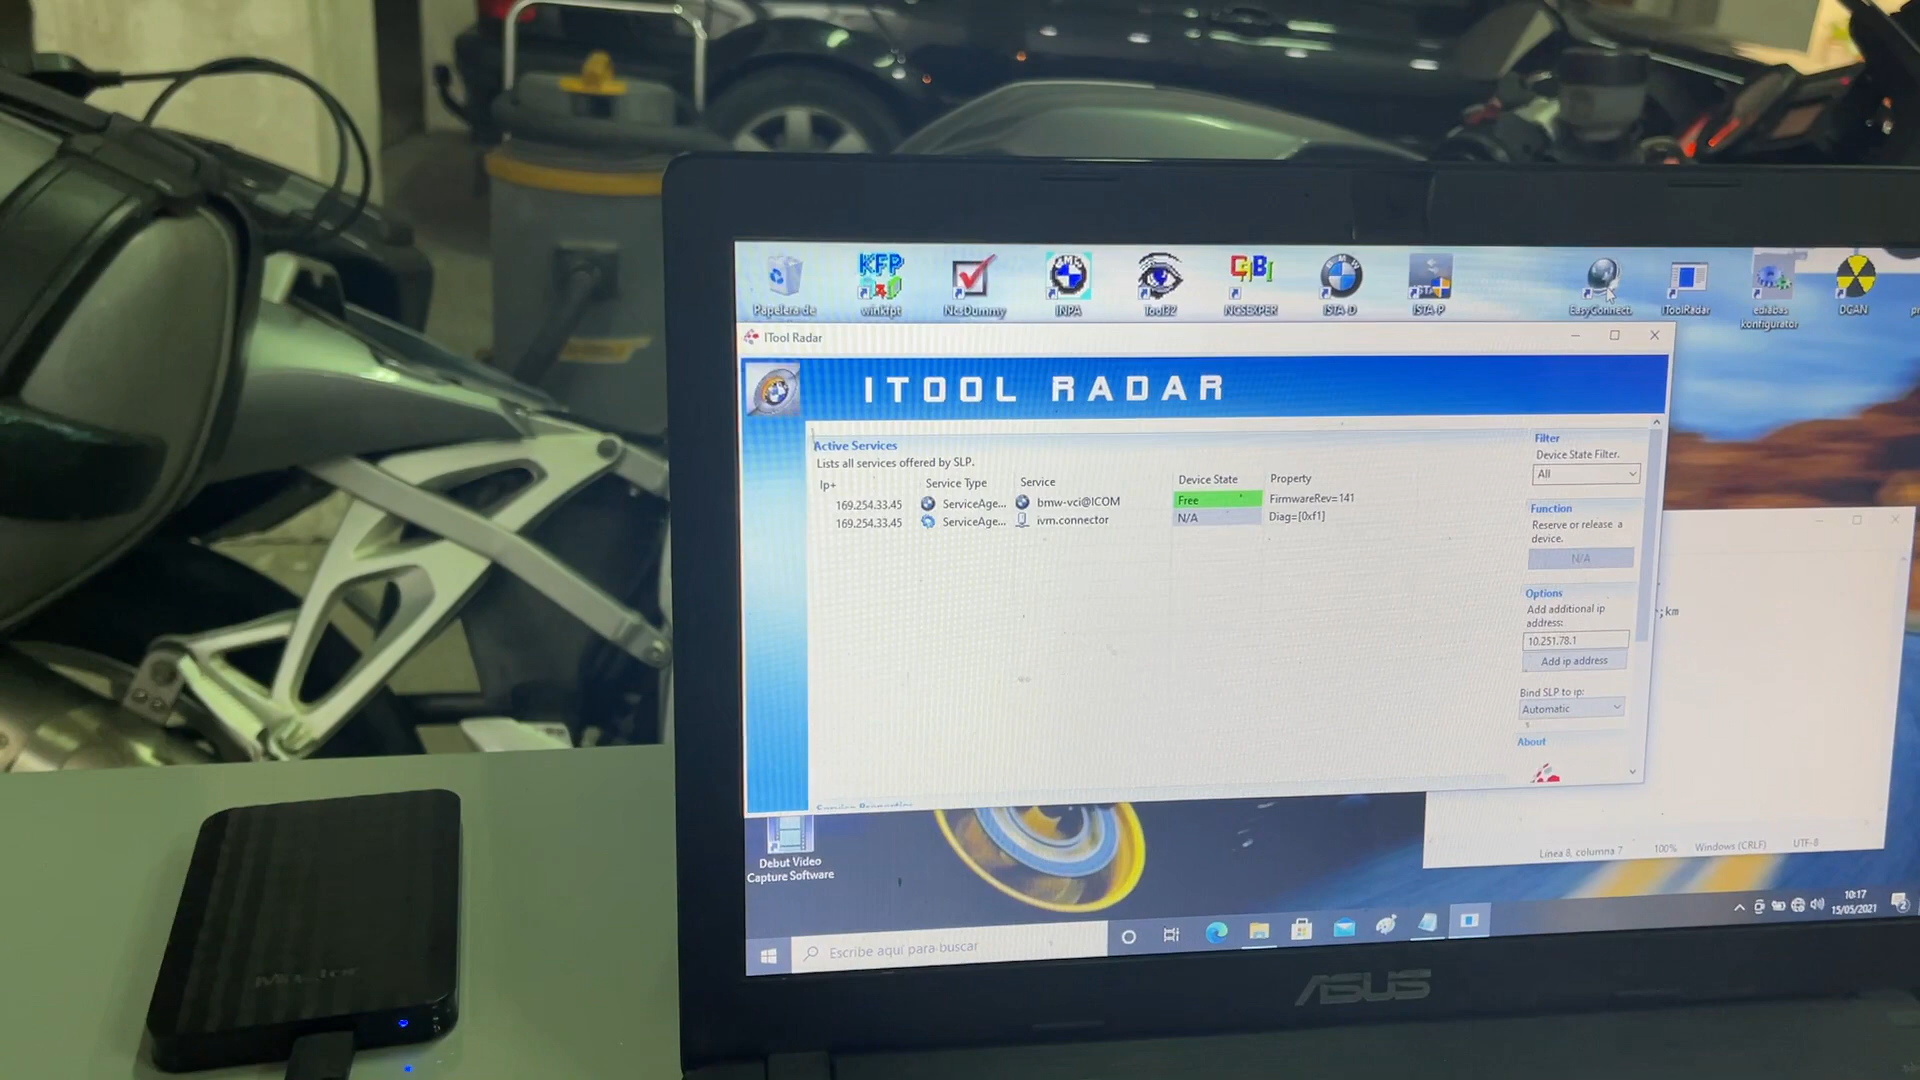 Papelera de
winkfpt
NcsDummy
INPA
Tool32
NCSEXPER
ISTA-D
ISTA-P
EasyConnect
IToolRadar
ediabas
konfigurator
DCAN
ITool Radar
ITOOL RADAR
Active Services
Lists all services offered by SLP.
Ip+ Service Type Service Device State Property
169.254.33.45 ServiceAge... bmw-vci@ICOM Free FirmwareRev=141
169.254.33.45 ServiceAge... ivm.connector N/A Diag=[0xf1]
Filter
Device State Filter.
All
Function
Reserve or release a
device.
N/A
Options
Add additional ip
address:
10.251.78.1
Add ip address
Bind SLP to ip:
Automatic
About
;km
Línea 8, columna 7 100% Windows (CRLF) UTF-8
Debut Video
Capture Software
Escribe aquí para buscar
10:17
15/05/2021
ASUS